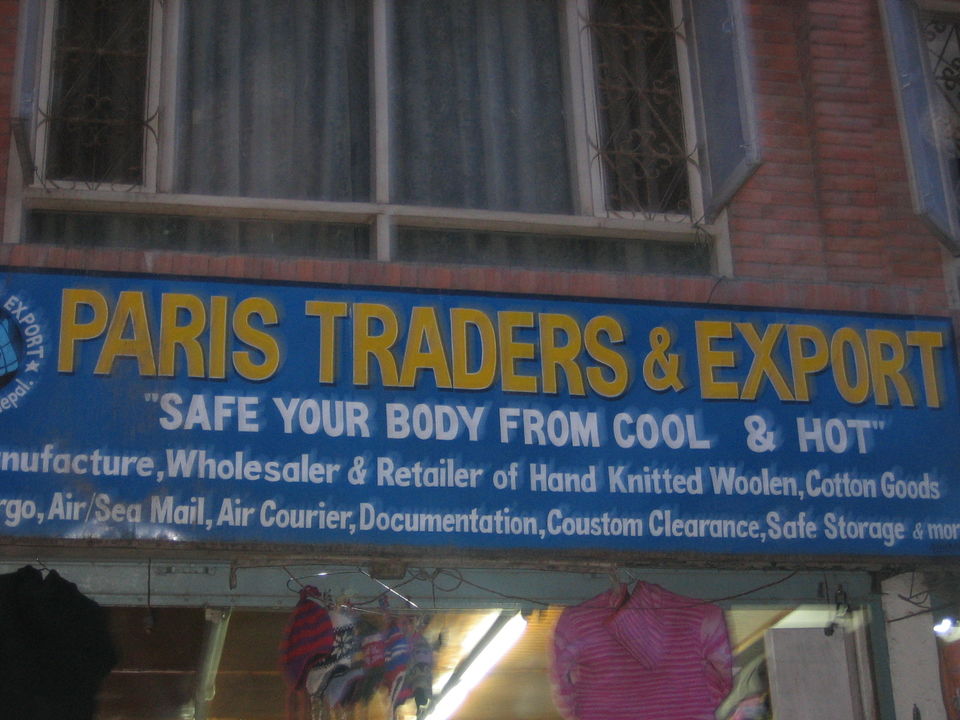 EXPORT ★
epal.
PARIS TRADERS & EXPORT
"SAFE YOUR BODY FROM COOL & HOT"
nufacture,Wholesaler & Retailer of Hand Knitted Woolen,Cotton Goods
rgo,Air/Sea Mail,Air Courier,Documentation,Coustom Clearance,Safe Storage & mor